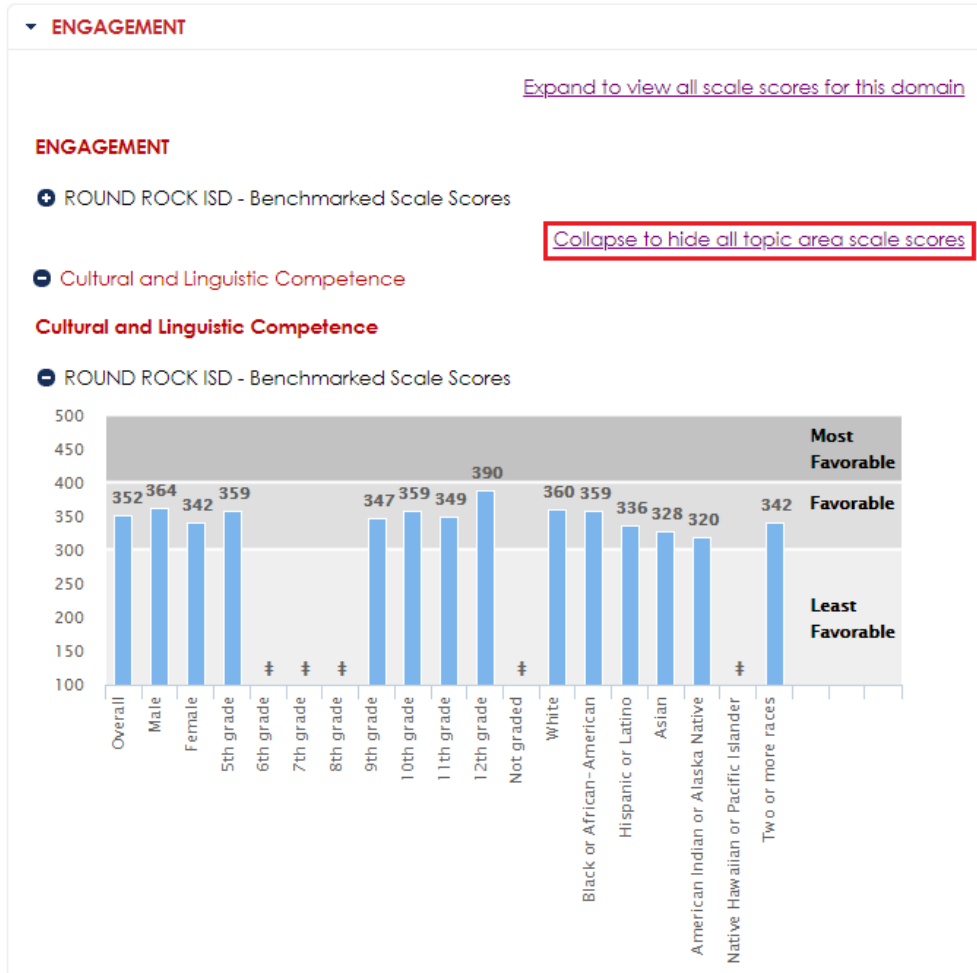 ENGAGEMENT
Expand to view all scale scores for this domain
ENGAGEMENT
ROUND ROCK ISD - Benchmarked Scale Scores
Collapse to hide all topic area scale scores
Cultural and Linguistic Competence
Cultural and Linguistic Competence
ROUND ROCK ISD - Benchmarked Scale Scores
500
450
400
350
300
250
200
150
100
Most
Favorable
Favorable
Least
Favorable
352 364 342 359 ‡ ‡ ‡ 347 359 349 390 ‡ 360 359 336 328 320 ‡ 342
Overall
Male
Female
5th grade
6th grade
7th grade
8th grade
9th grade
10th grade
11th grade
12th grade
Not graded
White
Black or African-American
Hispanic or Latino
Asian
American Indian or Alaska Native
Native Hawaiian or Pacific Islander
Two or more races